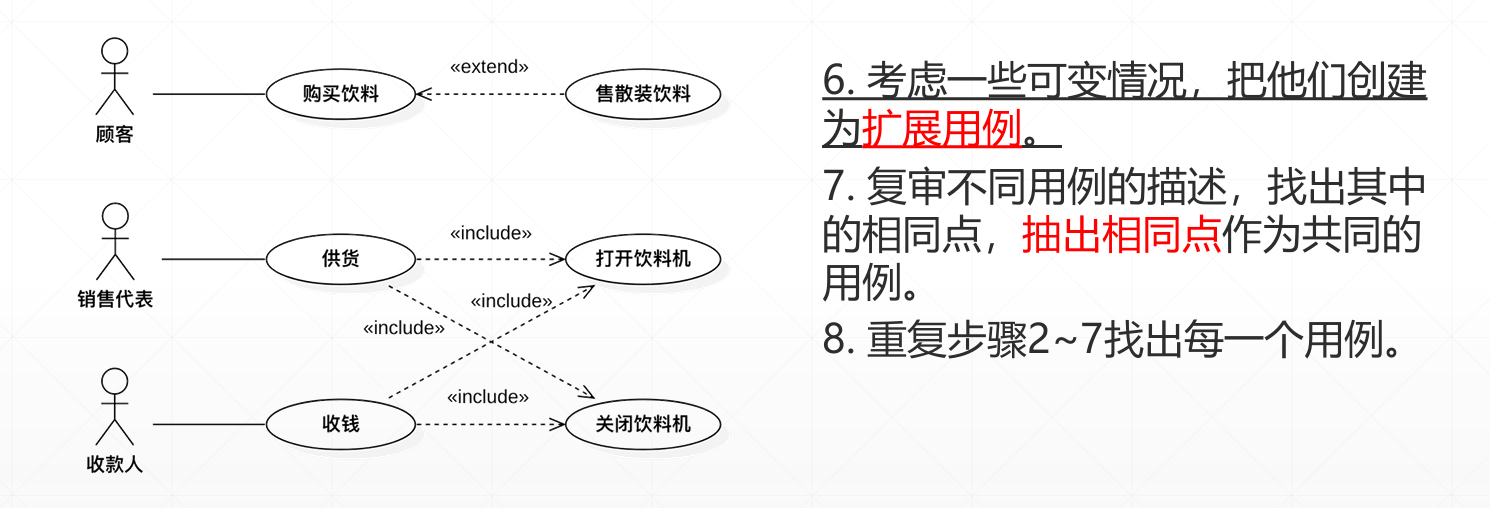 «extend»
购买饮料
售散装饮料
顾客
«include»
供货
打开饮料机
销售代表
«include»
«include»
«include»
收钱
关闭饮料机
收款人
6. 考虑一些可变情况，把他们创建
为扩展用例。
7. 复审不同用例的描述，找出其中
的相同点，抽出相同点作为共同的
用例。
8. 重复步骤2~7找出每一个用例。